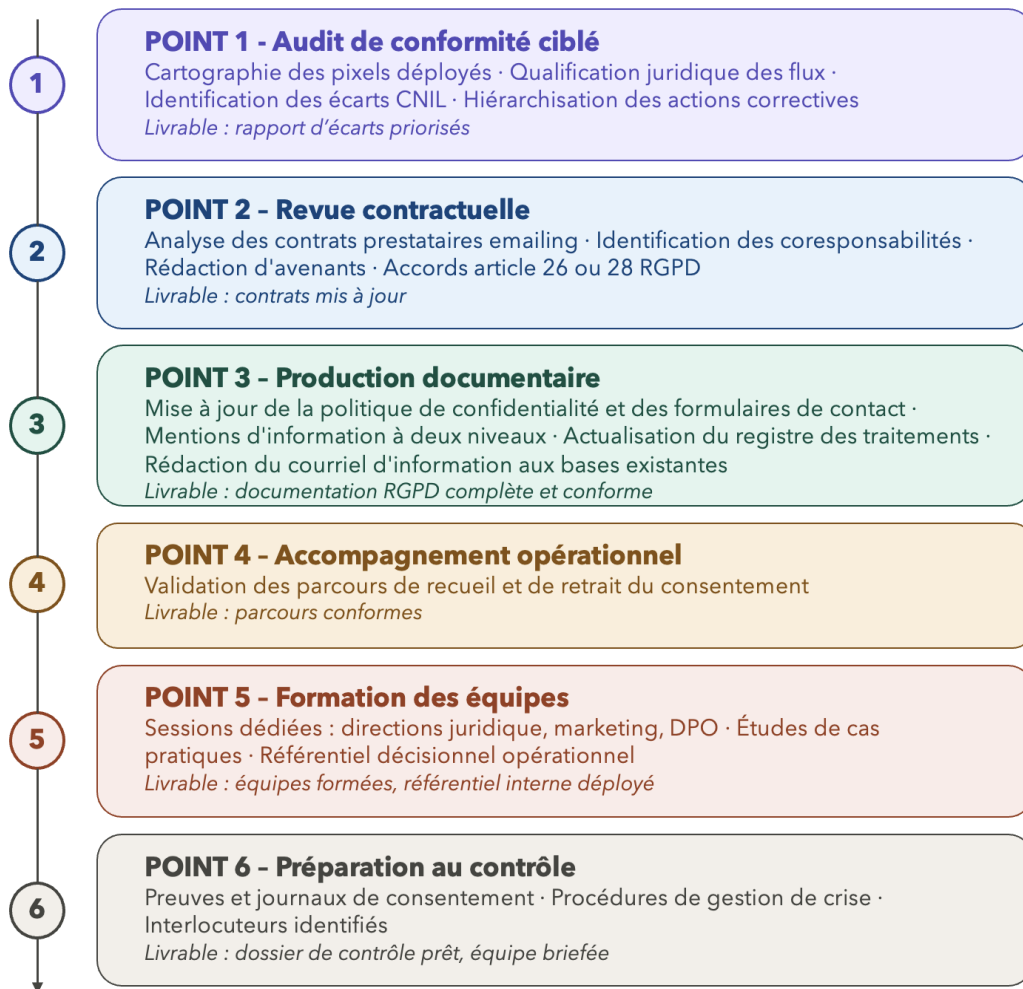 1
POINT 1 - Audit de conformité ciblé
Cartographie des pixels déployés · Qualification juridique des flux ·
Identification des écarts CNIL · Hiérarchisation des actions correctives
Livrable : rapport d’écarts priorisés
2
POINT 2 – Revue contractuelle
Analyse des contrats prestataires emailing · Identification des coresponsabilités ·
Rédaction d'avenants · Accords article 26 ou 28 RGPD
Livrable : contrats mis à jour
3
POINT 3 – Production documentaire
Mise à jour de la politique de confidentialité et des formulaires de contact ·
Mentions d'information à deux niveaux · Actualisation du registre des traitements ·
Rédaction du courriel d'information aux bases existantes
Livrable : documentation RGPD complète et conforme
4
POINT 4 – Accompagnement opérationnel
Validation des parcours de recueil et de retrait du consentement
Livrable : parcours conformes
5
POINT 5 – Formation des équipes
Sessions dédiées : directions juridique, marketing, DPO · Études de cas
pratiques · Référentiel décisionnel opérationnel
Livrable : équipes formées, référentiel interne déployé
6
POINT 6 – Préparation au contrôle
Preuves et journaux de consentement · Procédures de gestion de crise ·
Interlocuteurs identifiés
Livrable : dossier de contrôle prêt, équipe briefée